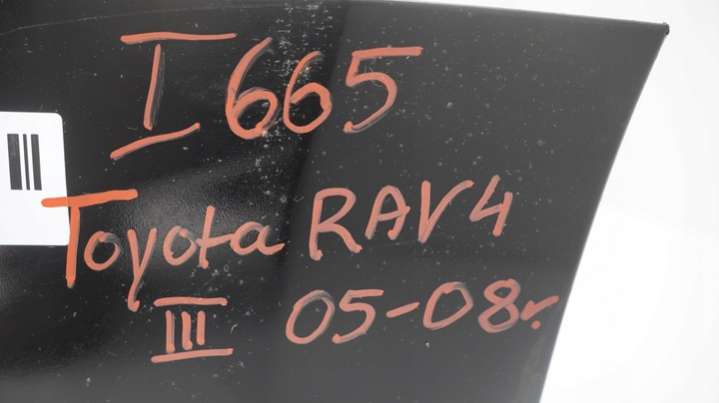 I665
Toyota RAV4
III 05-08г.